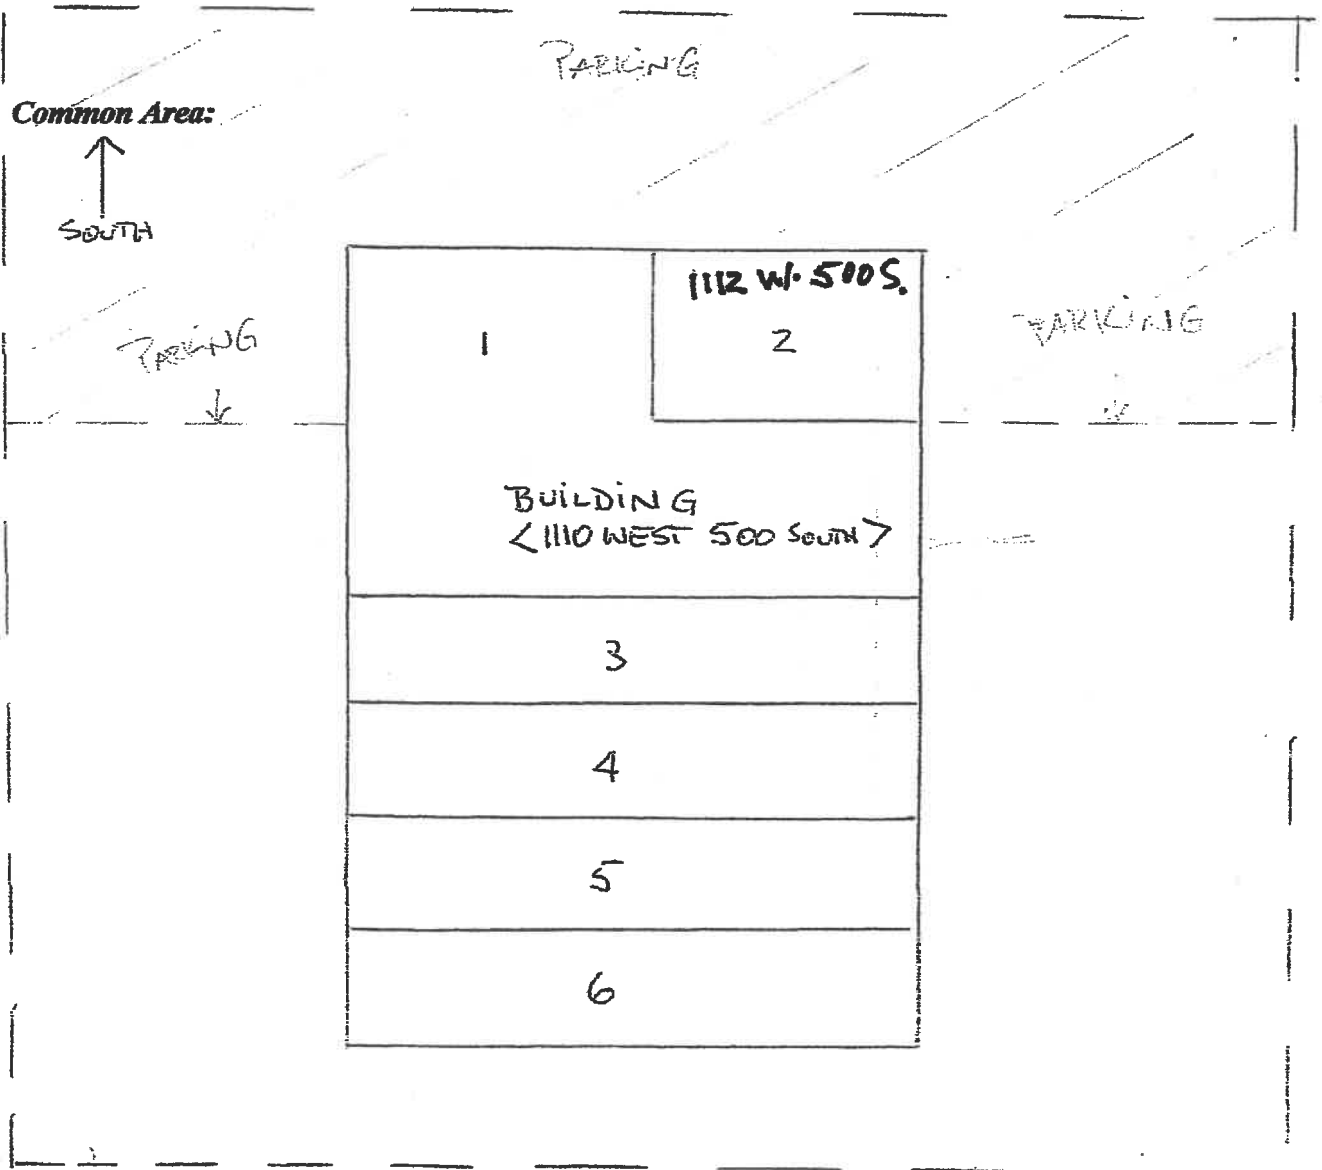 PARKING
Common Area:
SOUTH
1112 W. 500 S.
PARKING
1
2
PARKING
BUILDING
<1110 WEST 500 SOUTH>
3
4
5
6